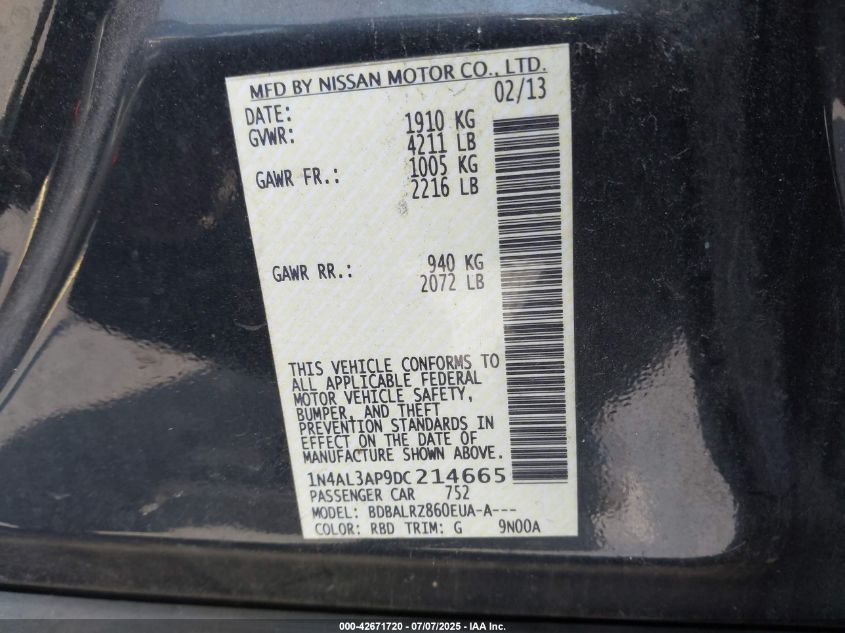 MFD BY NISSAN MOTOR CO., LTD.
DATE: 02/13
GVWR: 1910 KG
4211 LB
GAWR FR.: 1005 KG
2216 LB
GAWR RR.: 940 KG
2072 LB
THIS VEHICLE CONFORMS TO
ALL APPLICABLE FEDERAL
MOTOR VEHICLE SAFETY,
BUMPER, AND THEFT
PREVENTION STANDARDS IN
EFFECT ON THE DATE OF
MANUFACTURE SHOWN ABOVE.
1N4AL3AP9DC214665
PASSENGER CAR 752
MODEL: BDBALRZ860EUA-A---
COLOR: RBD TRIM: G 9N00A
000-42671720 - 07/07/2025 - IAA Inc.